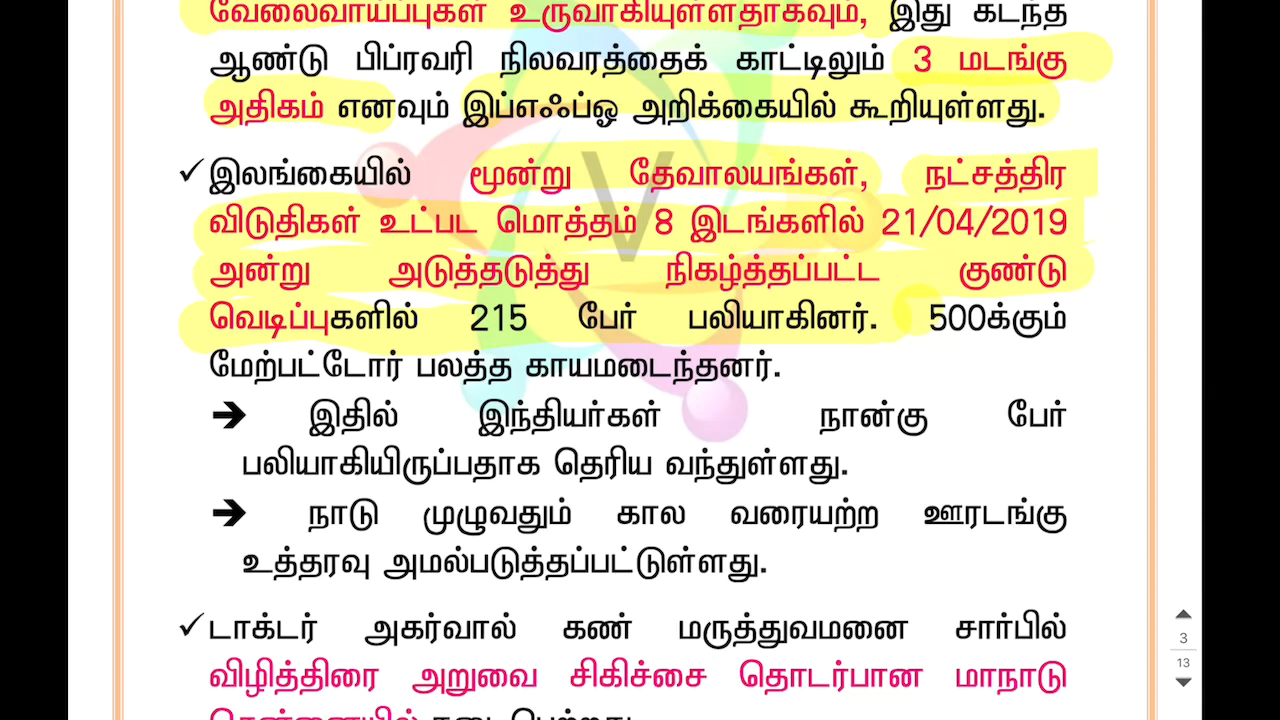 வேலைவாய்ப்புகள் உருவாகியுள்ளதாகவும், இது கடந்த
ஆண்டு பிப்ரவரி நிலவரத்தைக் காட்டிலும் 3 மடங்கு
அதிகம் எனவும் இப்எஃப்ஓ அறிக்கையில் கூறியுள்ளது.
✓ இலங்கையில் மூன்று தேவாலயங்கள், நட்சத்திர
விடுதிகள் உட்பட மொத்தம் 8 இடங்களில் 21/04/2019
அன்று அடுத்தடுத்து நிகழ்த்தப்பட்ட குண்டு
வெடிப்புகளில் 215 பேர் பலியாகினர். 500க்கும்
மேற்பட்டோர் பலத்த காயமடைந்தனர்.
➔ இதில் இந்தியர்கள் நான்கு பேர்
பலியாகியிருப்பதாக தெரிய வந்துள்ளது.
➔ நாடு முழுவதும் கால வரையற்ற ஊரடங்கு
உத்தரவு அமல்படுத்தப்பட்டுள்ளது.
✓ டாக்டர் அகர்வால் கண் மருத்துவமனை சார்பில்
விழித்திரை அறுவை சிகிச்சை தொடர்பான மாநாடு
V
3
13